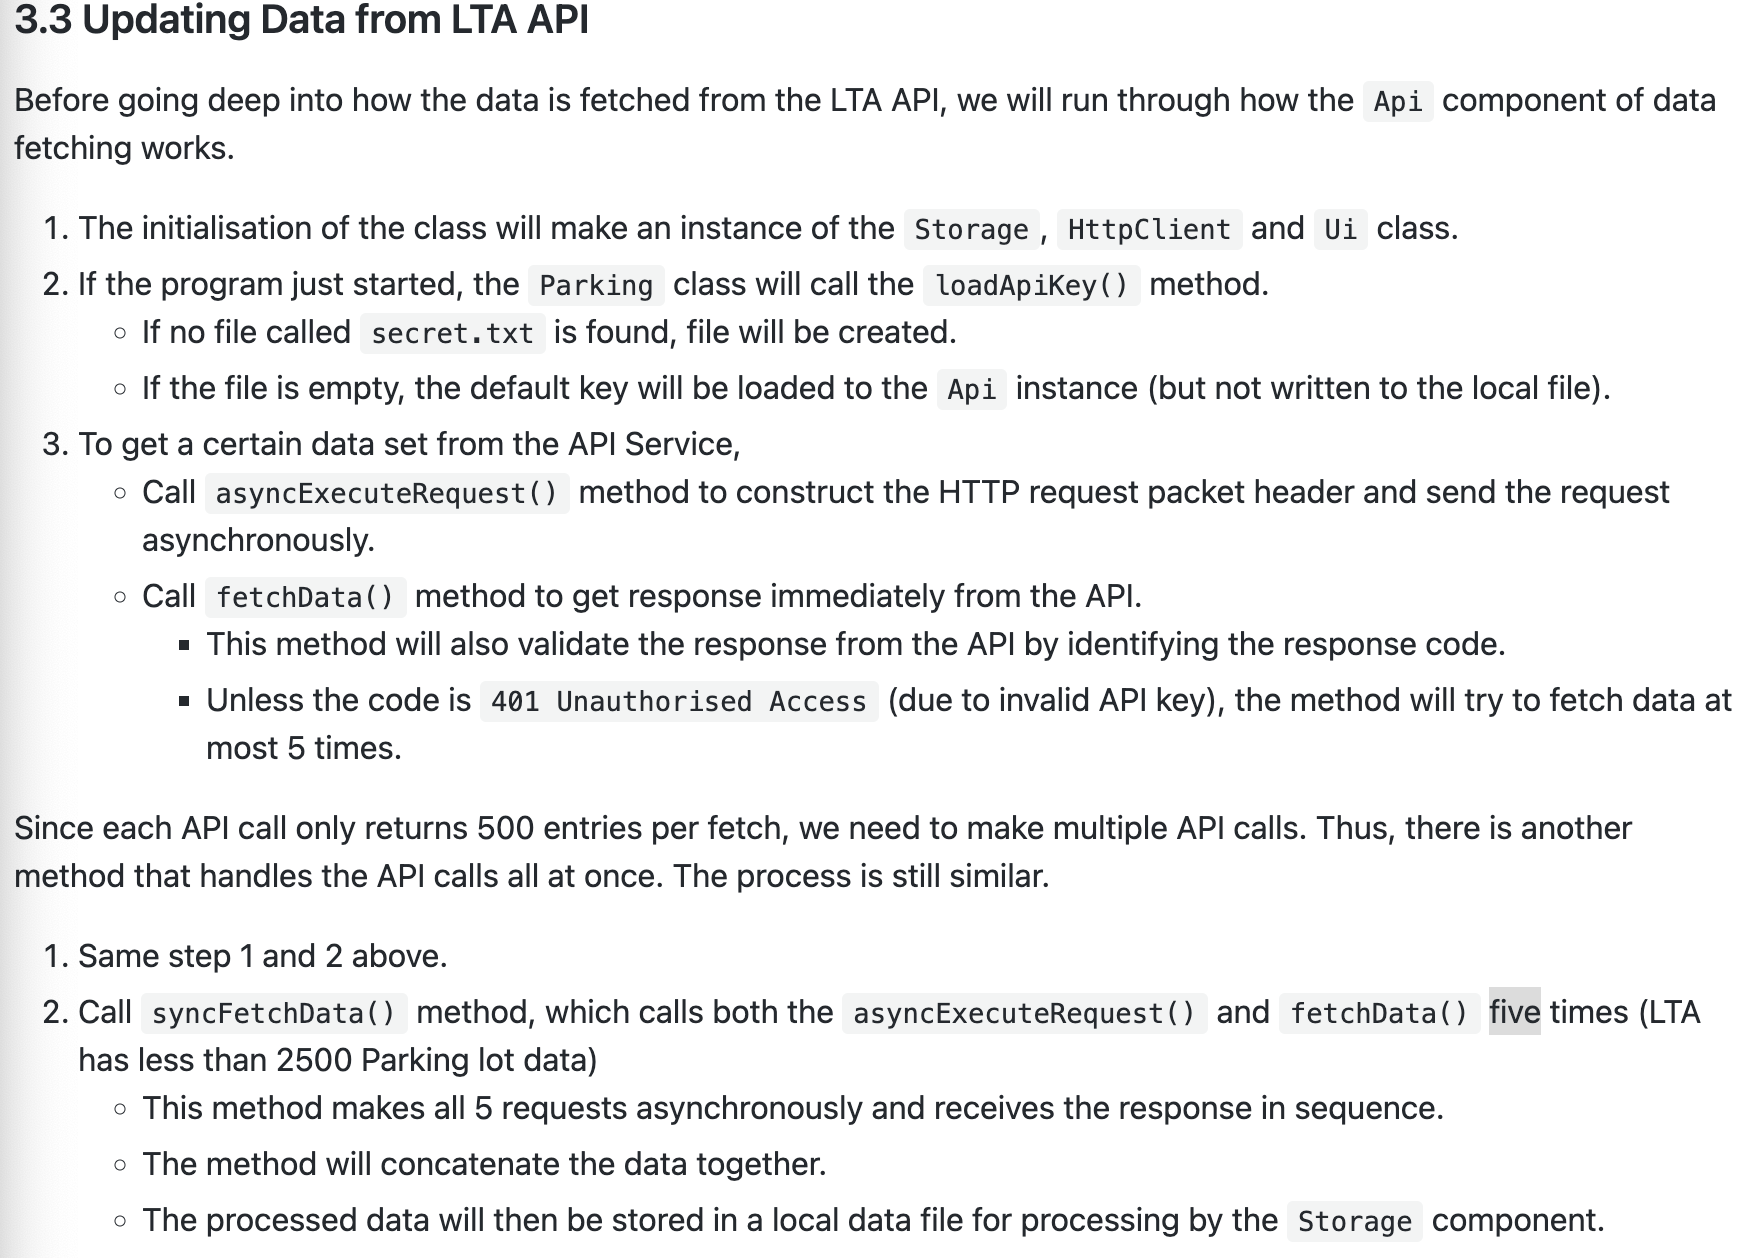 3.3 Updating Data from LTA API
Before going deep into how the data is fetched from the LTA API, we will run through how the Api component of data
fetching works.
1. The initialisation of the class will make an instance of the Storage, HttpClient and Ui class.
2. If the program just started, the Parking class will call the loadApiKey() method.
○ If no file called secret.txt is found, file will be created.
○ If the file is empty, the default key will be loaded to the Api instance (but not written to the local file).
3. To get a certain data set from the API Service,
○ Call asyncExecuteRequest() method to construct the HTTP request packet header and send the request
asynchronously.
○ Call fetchData() method to get response immediately from the API.
▪ This method will also validate the response from the API by identifying the response code.
▪ Unless the code is 401 Unauthorised Access (due to invalid API key), the method will try to fetch data at
most 5 times.
Since each API call only returns 500 entries per fetch, we need to make multiple API calls. Thus, there is another
method that handles the API calls all at once. The process is still similar.
1. Same step 1 and 2 above.
2. Call syncFetchData() method, which calls both the asyncExecuteRequest() and fetchData() five times (LTA
has less than 2500 Parking lot data)
○ This method makes all 5 requests asynchronously and receives the response in sequence.
○ The method will concatenate the data together.
○ The processed data will then be stored in a local data file for processing by the Storage component.